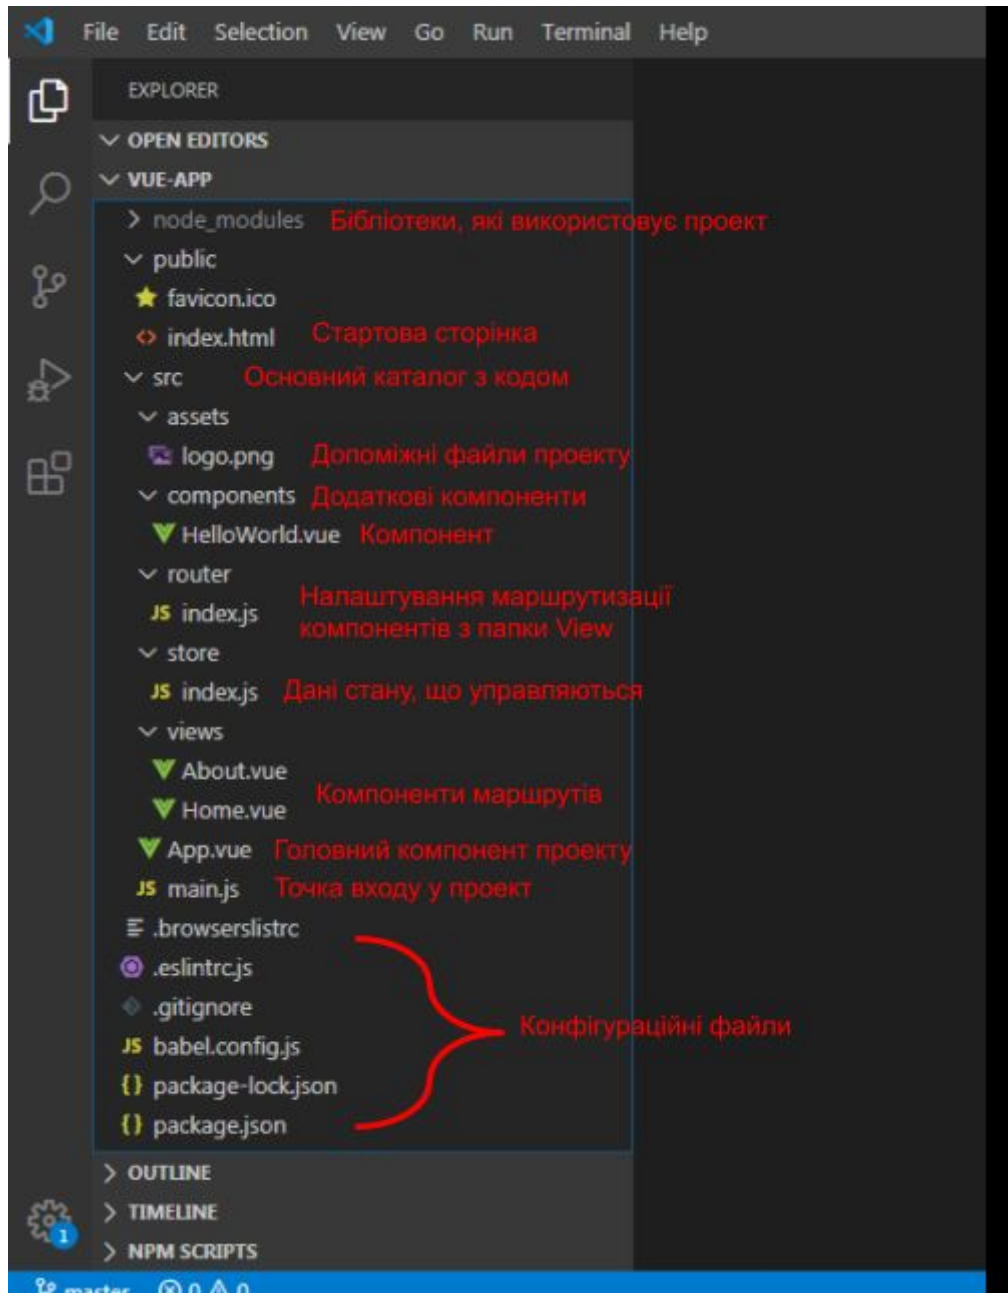 File Edit Selection View Go Run Terminal Help
EXPLORER
OPEN EDITORS
VUE-APP
node_modules Бібліотеки, які використовує проект
public
favicon.ico
index.html Стартова сторінка
src Основний каталог з кодом
assets
logo.png Допоміжні файли проекту
components Додаткові компоненти
HelloWorld.vue Компонент
router
Налаштування маршрутизації
JS index.js
компонентів з папки View
store
JS index.js Дані стану, що управляються
views
About.vue
Компоненти маршрутів
Home.vue
App.vue Головний компонент проекту
JS main.js Точка входу у проект
.browserslistrc
.eslintrc.js
.gitignore
Конфігураційні файли
JS babel.config.js
{} package-lock.json
{} package.json
OUTLINE
TIMELINE
1
NPM SCRIPTS
master 0 0